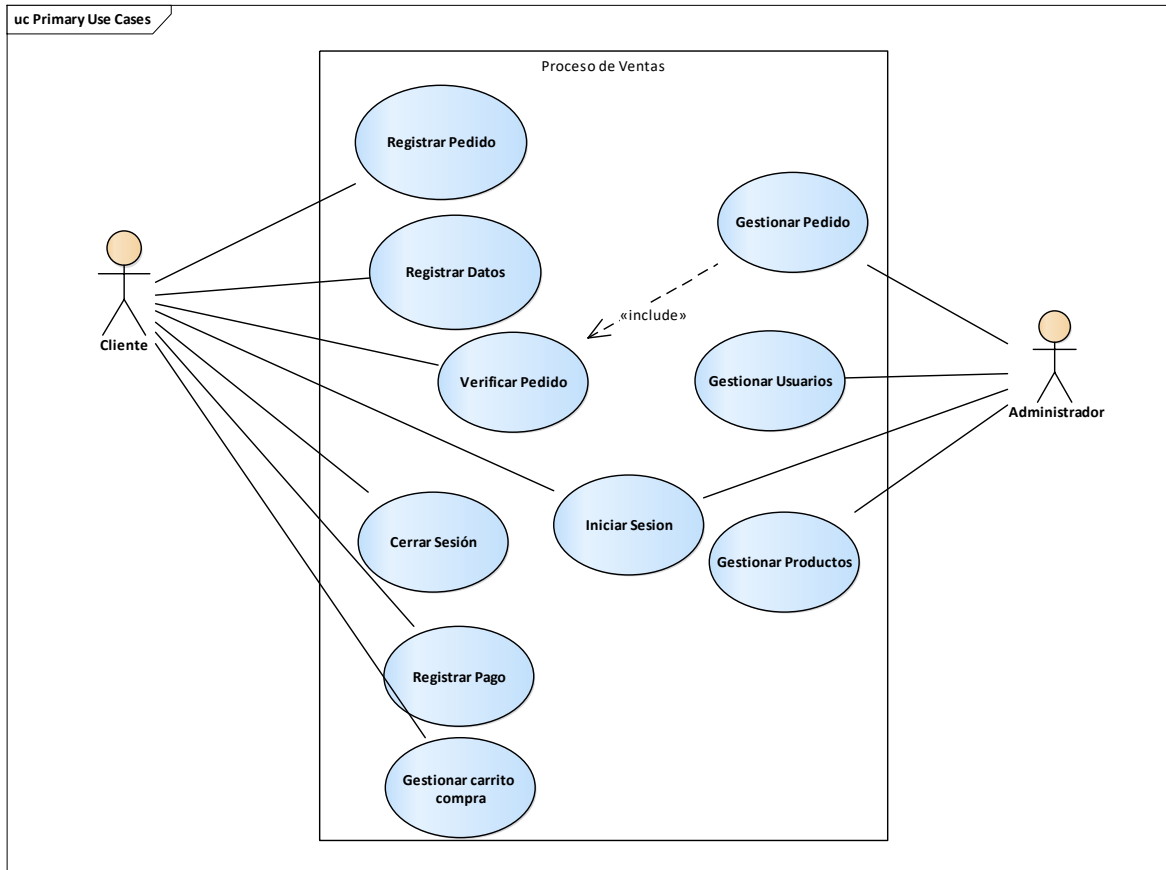 uc Primary Use Cases
Proceso de Ventas
Registrar Pedido
Gestionar Pedido
Registrar Datos
«include»
Cliente
Verificar Pedido
Gestionar Usuarios
Administrador
Iniciar Sesion
Cerrar Sesión
Gestionar Productos
Registrar Pago
Gestionar carrito
compra